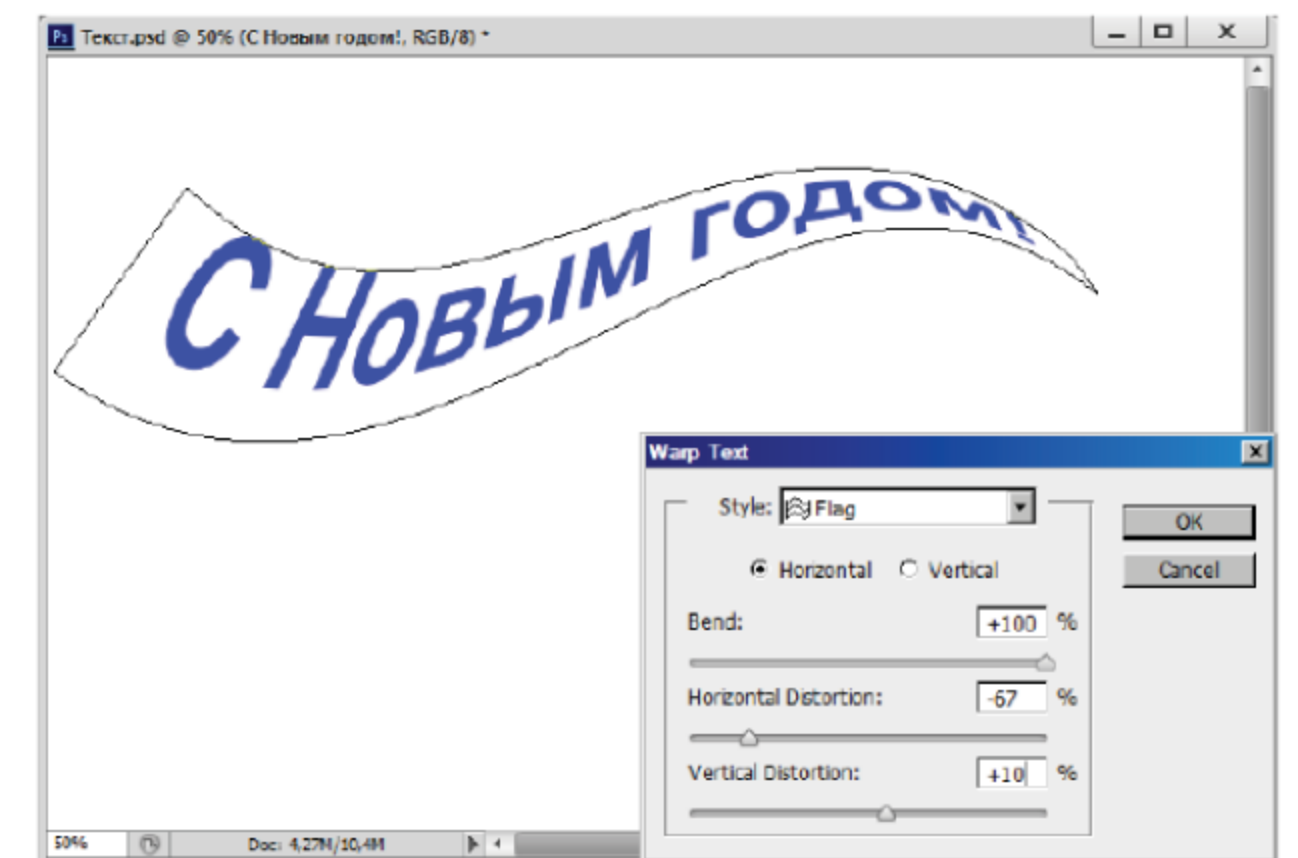 Ps Текст.psd @ 50% (С Новым годом!, RGB/8) *
С Новым годом!
Warp Text
Style: Flag
OK
Horizontal Vertical
Cancel
Bend: +100 %
Horizontal Distortion: -67 %
Vertical Distortion: +10 %
50% Doc: 4,27M/10,4M